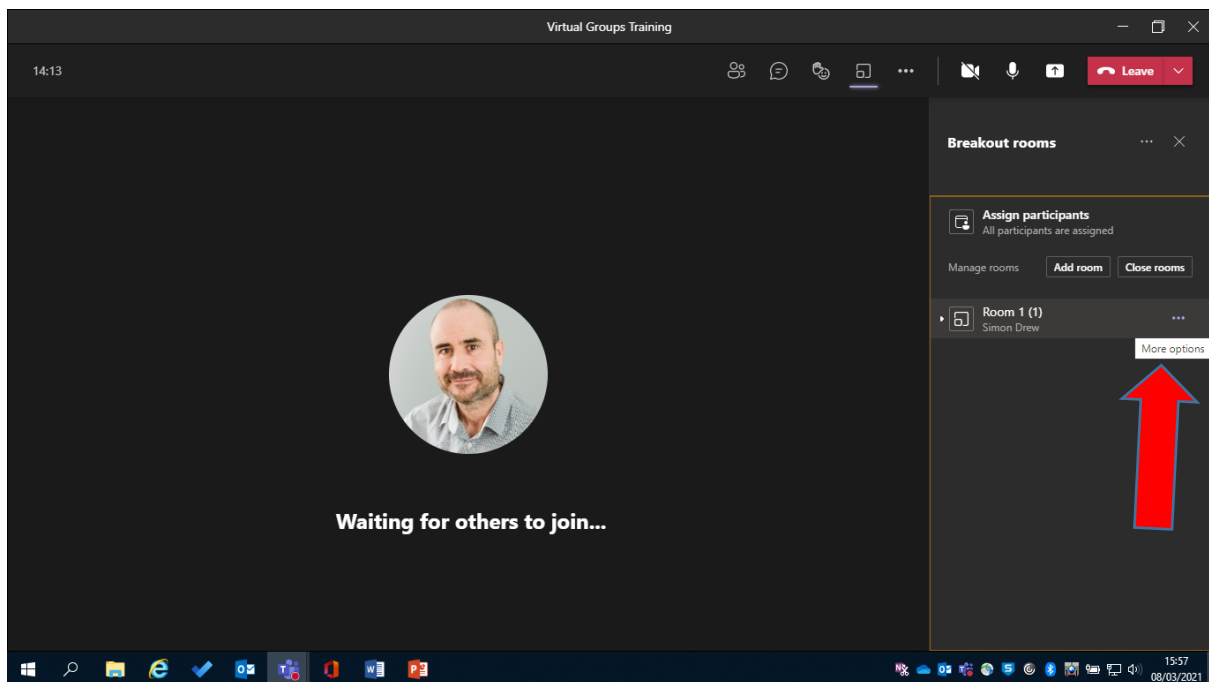 Virtual Groups Training
14:13
Leave
Breakout rooms
Assign participants
All participants are assigned
Manage rooms Add room Close rooms
Room 1 (1)
Simon Drew
More options
Waiting for others to join...
15:57
08/03/2021